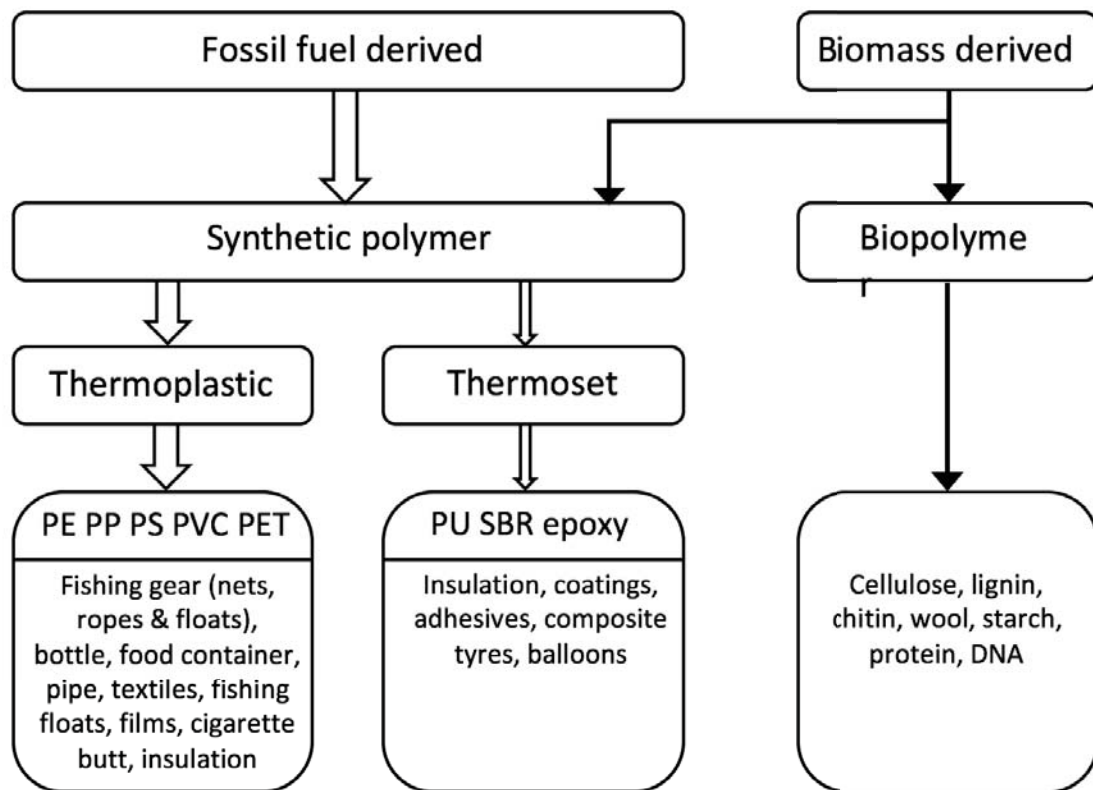 Fossil fuel derived
Biomass derived
Synthetic polymer
Biopolyme
r
Thermoplastic
Thermoset
PE PP PS PVC PET
Fishing gear (nets,
ropes & floats),
bottle, food container,
pipe, textiles, fishing
floats, films, cigarette
butt, insulation
PU SBR epoxy
Insulation, coatings,
adhesives, composite
tyres, balloons
Cellulose, lignin,
chitin, wool, starch,
protein, DNA